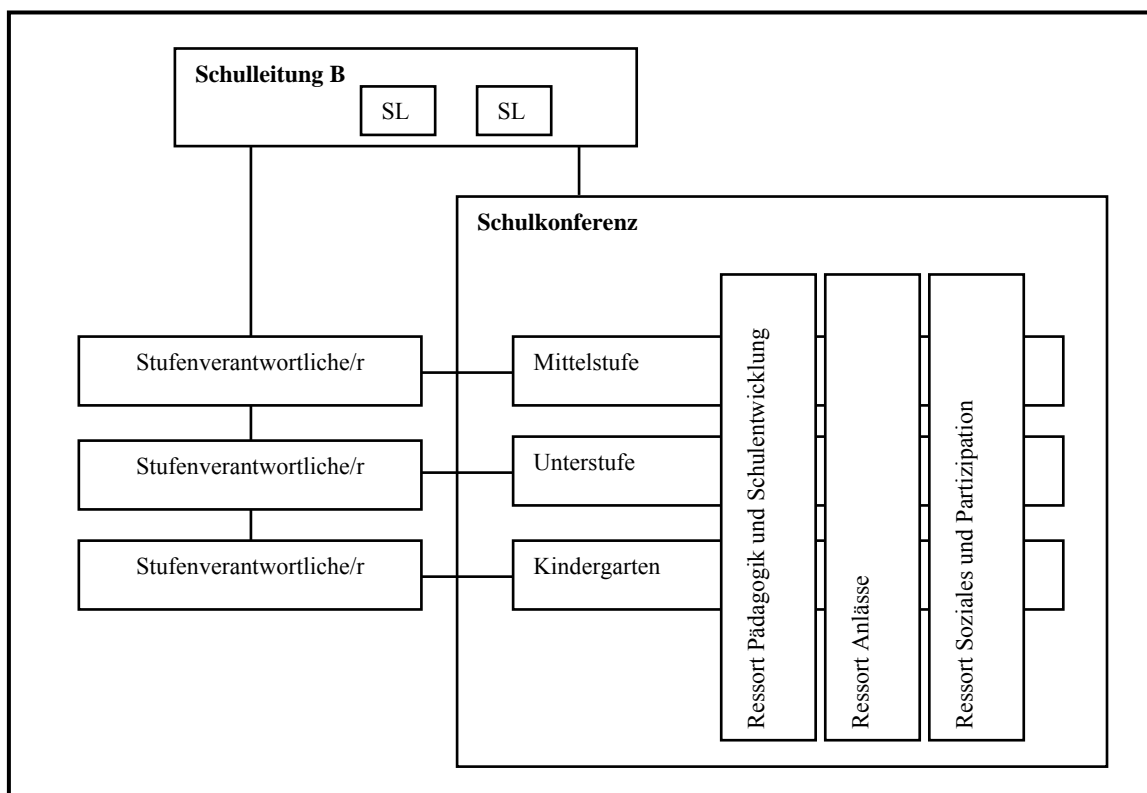 Schulleitung B
SL
SL
Schulkonferenz
Stufenverantwortliche/r
Mittelstufe
Stufenverantwortliche/r
Unterstufe
Stufenverantwortliche/r
Kindergarten
Ressort Pädagogik und Schulentwicklung
Ressort Anlässe
Ressort Soziales und Partizipation